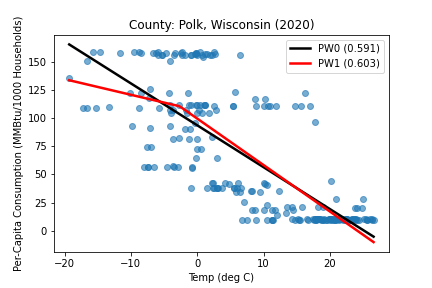 County: Polk, Wisconsin (2020)
PW0 (0.591)
PW1 (0.603)
Per-Capita Consumption (MMBtu/1000 Households)
150
125
100
75
50
25
0
−20
−10
0
10
20
Temp (deg C)